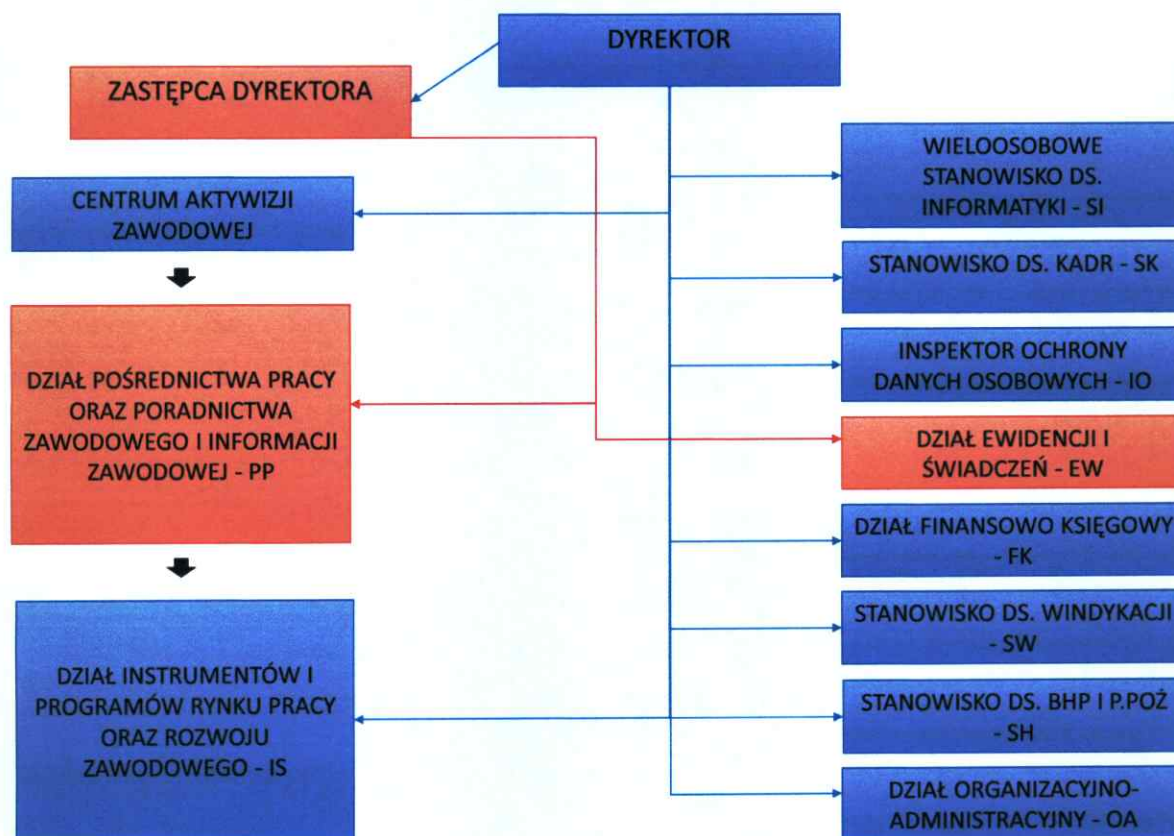 DYREKTOR
ZASTĘPCA DYREKTORA
CENTRUM AKTYWIZJI
ZAWODOWEJ
DZIAŁ POŚREDNICTWA PRACY
ORAZ PORADNICTWA
ZAWODOWEGO I INFORMACJI
ZAWODOWEJ - PP
DZIAŁ INSTRUMENTÓW I
PROGRAMÓW RYNKU PRACY
ORAZ ROZWOJU
ZAWODOWEGO - IS
WIELOOSOBOWE
STANOWISKO DS.
INFORMATYKI - SI
STANOWISKO DS. KADR - SK
INSPEKTOR OCHRONY
DANYCH OSOBOWYCH - IO
DZIAŁ EWIDENCJI I
ŚWIADCZEŃ - EW
DZIAŁ FINANSOWO KSIĘGOWY
- FK
STANOWISKO DS. WINDYKACJI
- SW
STANOWISKO DS. BHP I P.POŻ
- SH
DZIAŁ ORGANIZACYJNO-
ADMINISTRACYJNY - OA